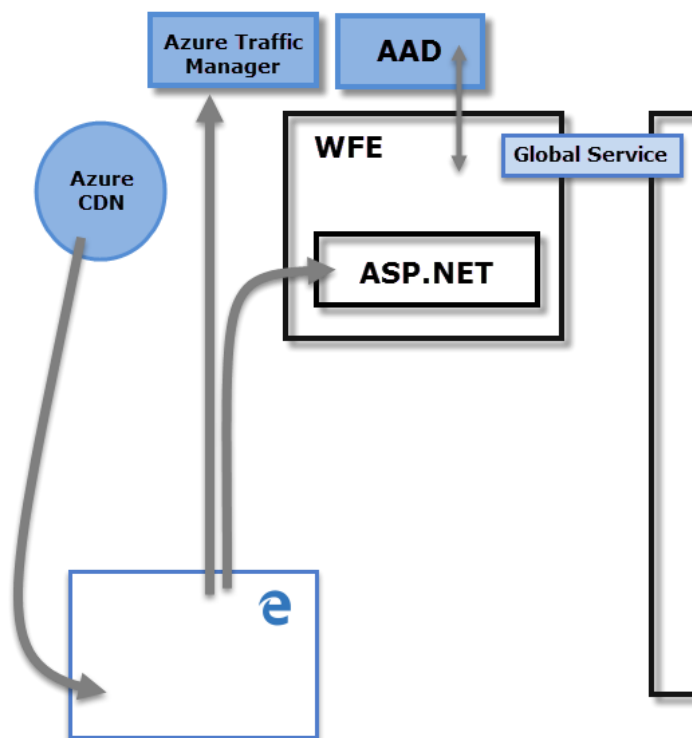 Azure Traffic
Manager
AAD
WFE
Global Service
Azure
CDN
ASP.NET